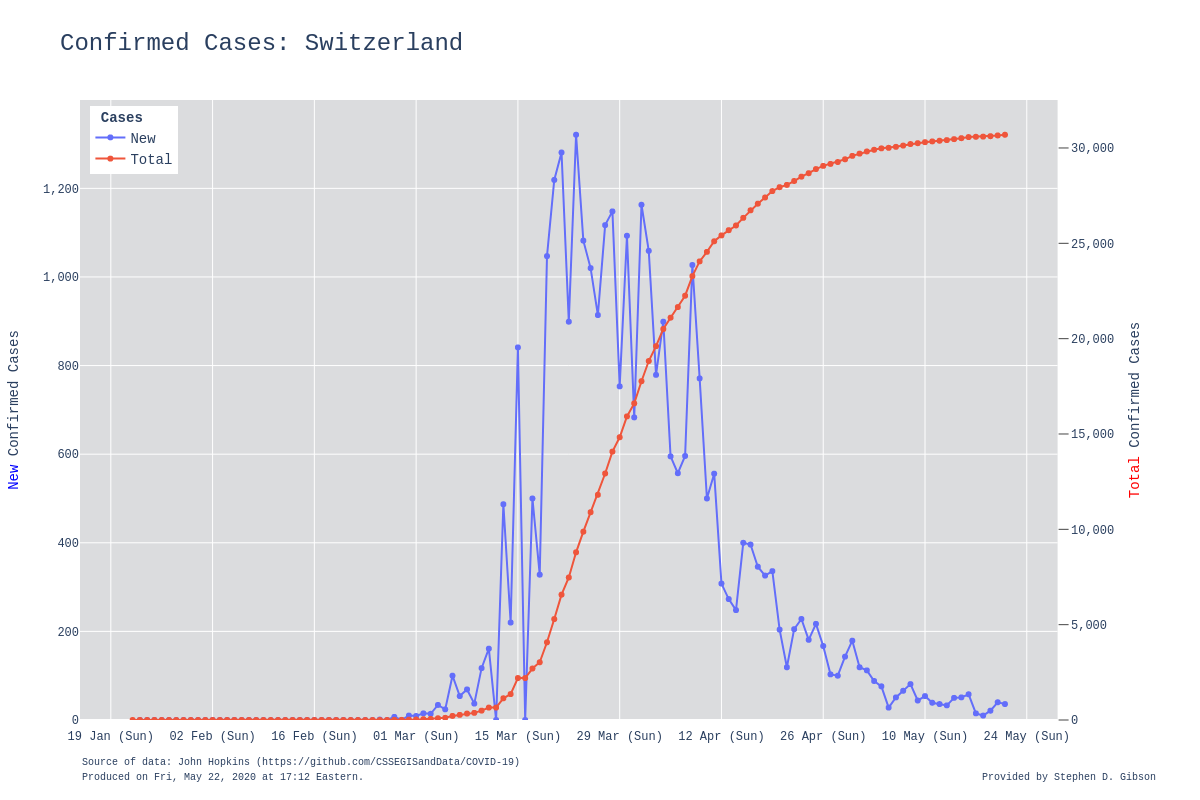 Confirmed Cases: Switzerland
Cases
New
Total
1,200
1,000
800
600
400
200
0
New Confirmed Cases
30,000
25,000
20,000
15,000
10,000
5,000
0
Total Confirmed Cases
19 Jan (Sun) 02 Feb (Sun) 16 Feb (Sun) 01 Mar (Sun) 15 Mar (Sun) 29 Mar (Sun) 12 Apr (Sun) 26 Apr (Sun) 10 May (Sun) 24 May (Sun)
Source of data: John Hopkins (https://github.com/CSSEGISandData/COVID-19)
Produced on Fri, May 22, 2020 at 17:12 Eastern.
Provided by Stephen D. Gibson